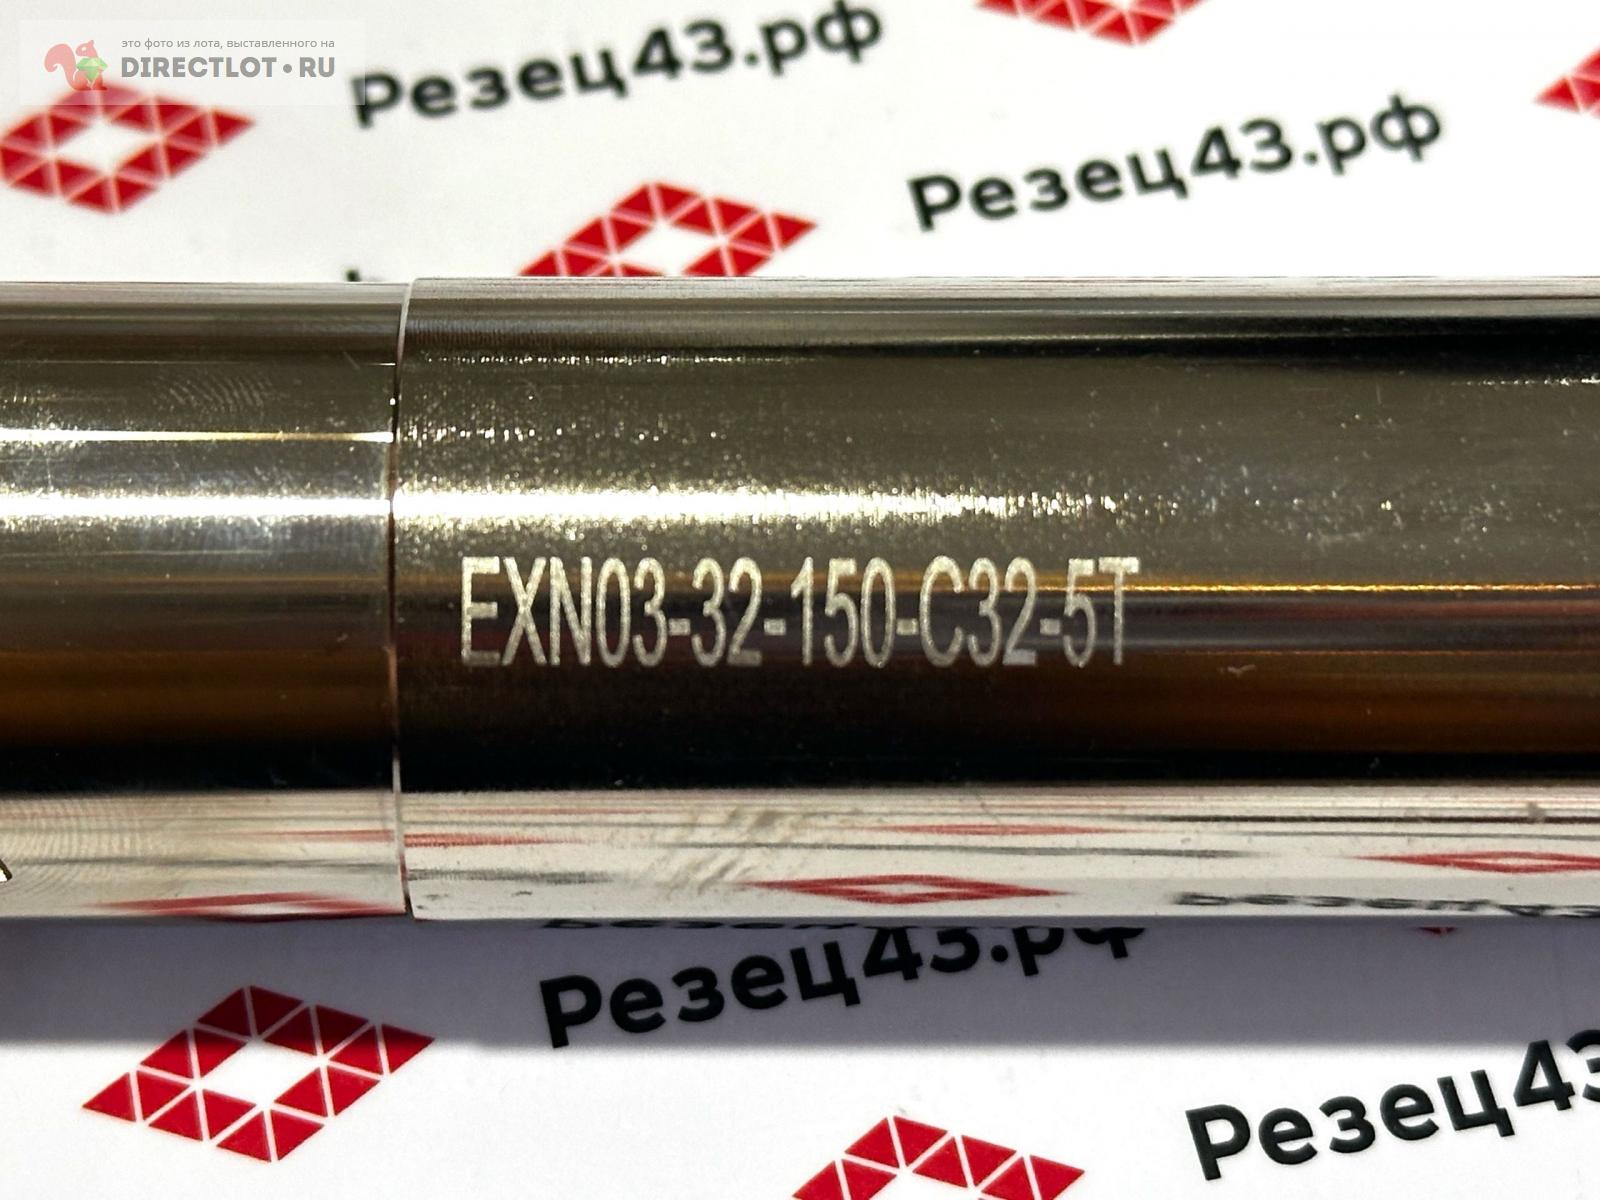 это фото из лота, выставленного на
DIRECTLOT•RU
Резец43.рф
Резец43.рф
EXN03-32-150-C32-5T
Резец43.рф
Резец43